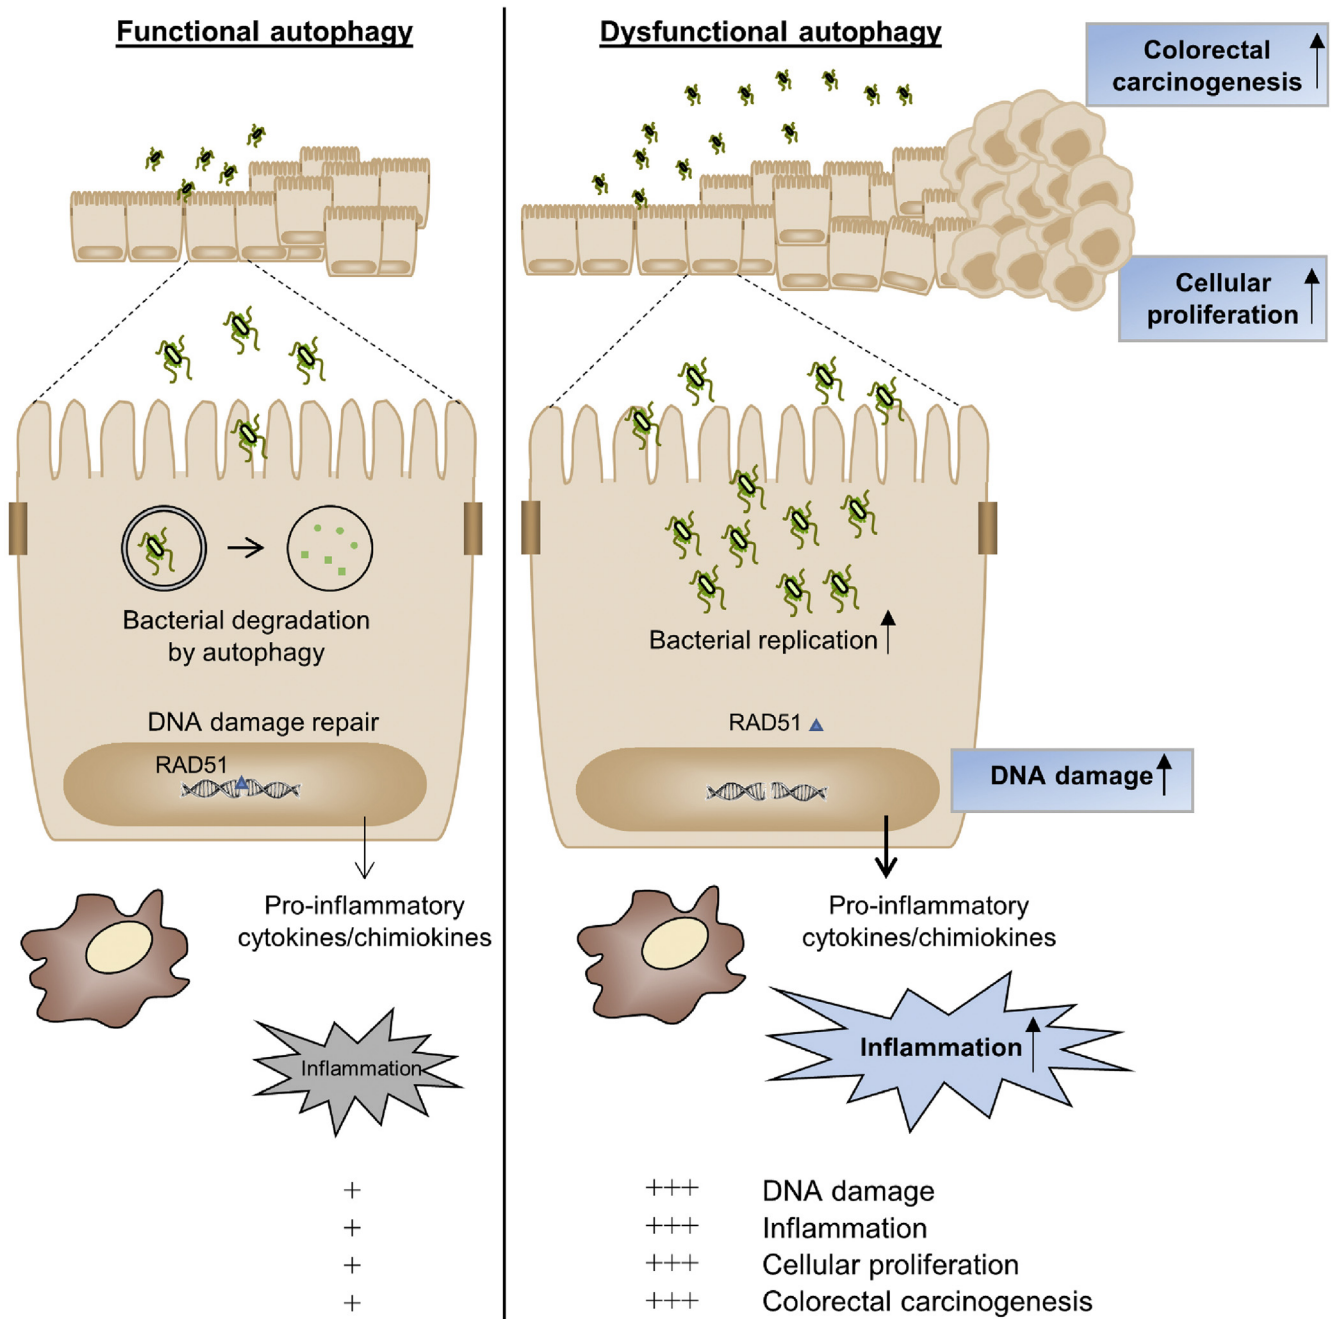 Functional autophagy
Bacterial degradation
by autophagy
DNA damage repair
RAD51
Pro-inflammatory
cytokines/chimiokines
Inflammation
+
+
+
+
Dysfunctional autophagy
Colorectal
carcinogenesis
Cellular
proliferation
Bacterial replication
RAD51
DNA damage
Pro-inflammatory
cytokines/chimiokines
Inflammation
+++ DNA damage
+++ Inflammation
+++ Cellular proliferation
+++ Colorectal carcinogenesis